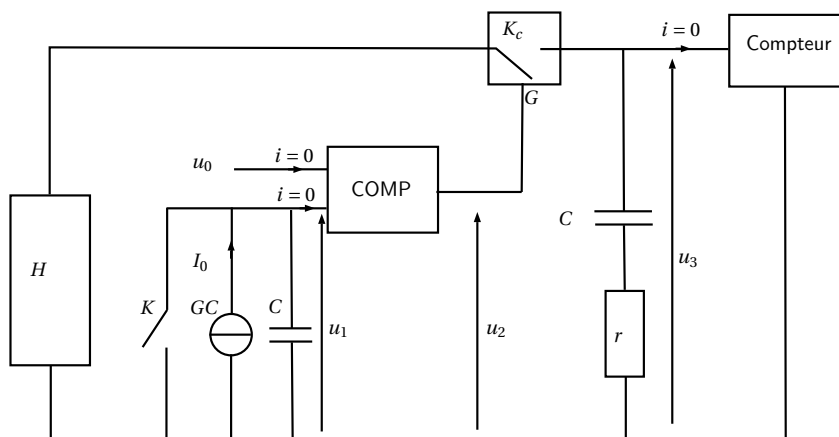 K_c
i = 0
Compteur
G
u_0
i = 0
COMP
i = 0
H
I_0
K
GC
C
u_1
u_2
C
u_3
r